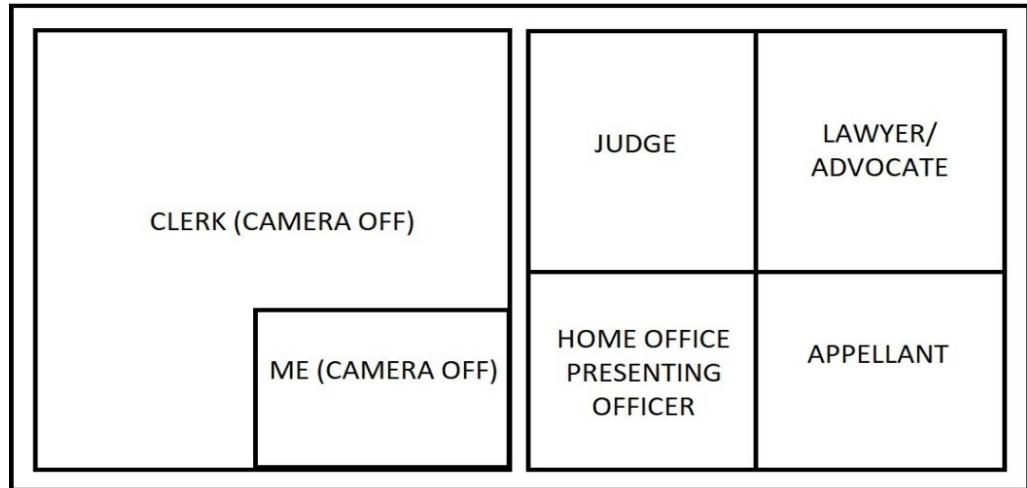 CLERK (CAMERA OFF)
ME (CAMERA OFF)
JUDGE
LAWYER/
ADVOCATE
HOME OFFICE
PRESENTING
OFFICER
APPELLANT